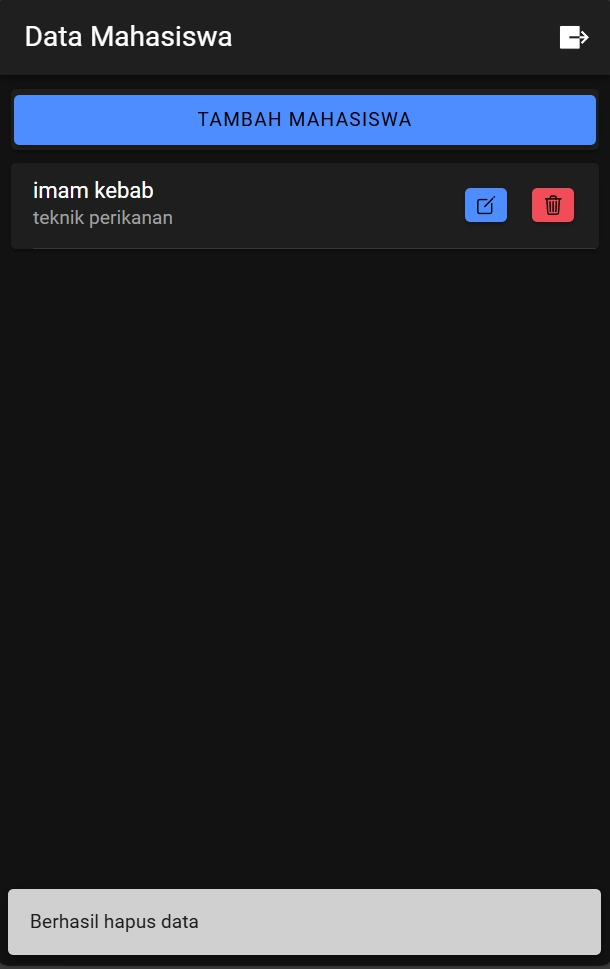 Data Mahasiswa
TAMBAH MAHASISWA
imam kebab
teknik perikanan
Berhasil hapus data